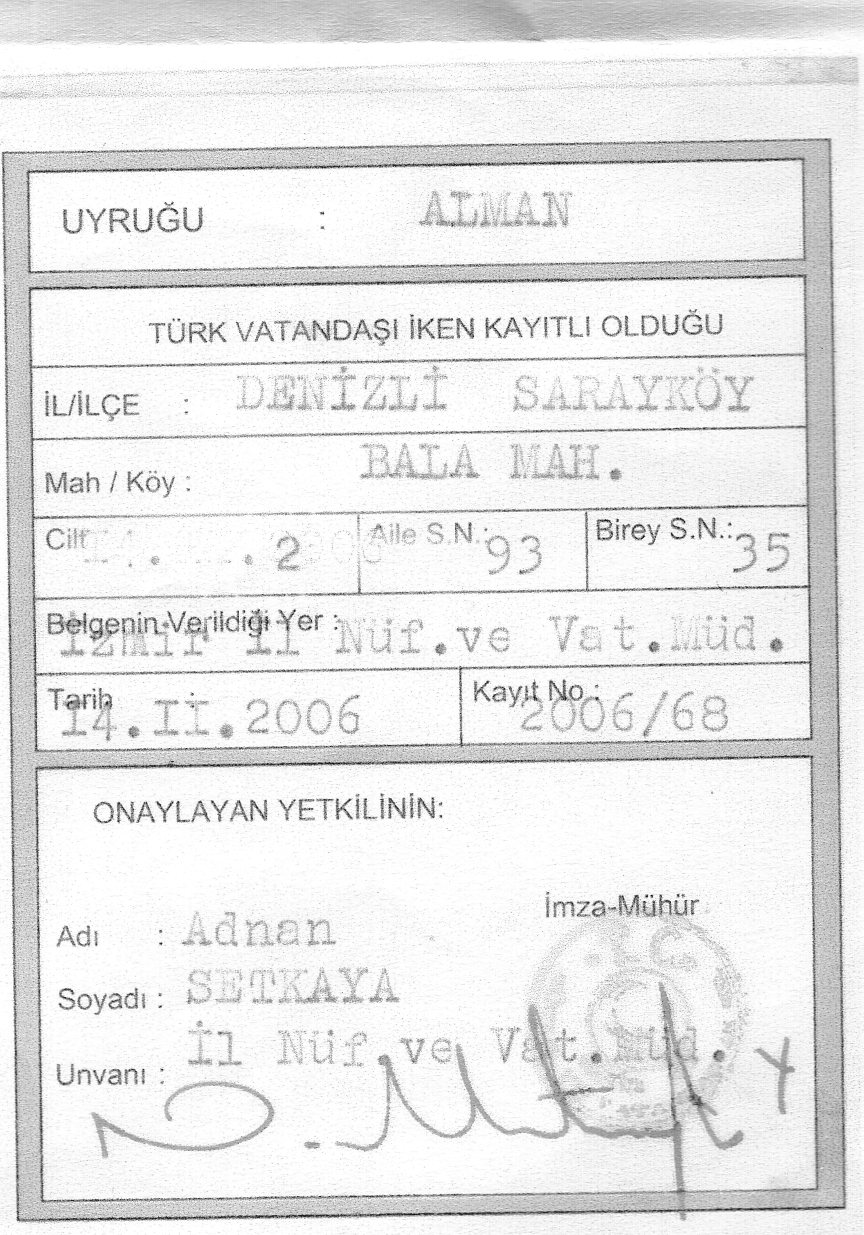 UYRUĞU : ALMAN
TÜRK VATANDAŞI İKEN KAYITLI OLDUĞU
İL/İLÇE : DENİZLİ SARAYKÖY
Mah / Köy : BALA MAH.
Cilt 2 Aile S.N.: 93 Birey S.N.: 35
Belgenin Verildiği Yer :
İzmir İl Nüf.ve Vat.Müd.
Tarih : Kayıt No :
14.II.2006 2006/68
ONAYLAYAN YETKİLİNİN:
İmza-Mühür
Adı : Adnan
Soyadı : SETKAYA
Unvanı : İl Nüf.ve Vat.Müd. Y
T.C.